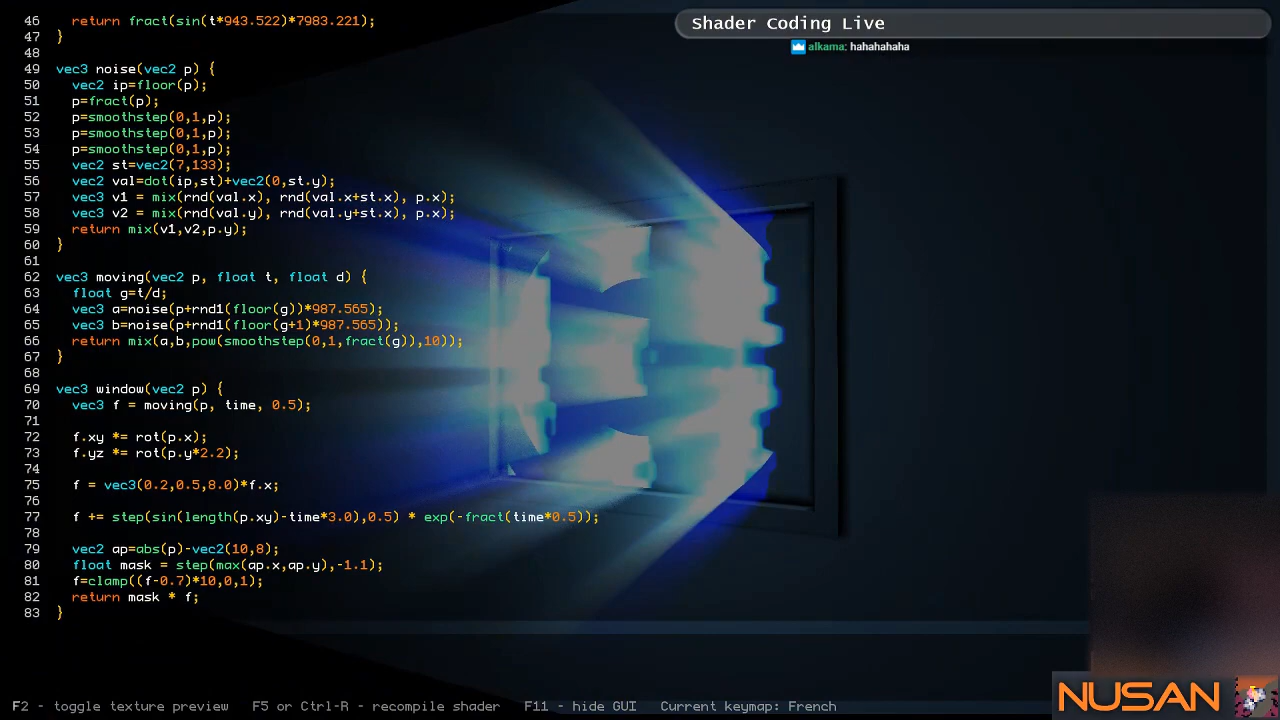 46 return fract(sin(t*943.522)*7983.221);
47 }
48
49 vec3 noise(vec2 p) {
50 vec2 ip=floor(p);
51 p=fract(p);
52 p=smoothstep(0,1,p);
53 p=smoothstep(0,1,p);
54 p=smoothstep(0,1,p);
55 vec2 st=vec2(7,133);
56 vec2 val=dot(ip,st)+vec2(0,st.y);
57 vec3 v1 = mix(rnd(val.x), rnd(val.x+st.x), p.x);
58 vec3 v2 = mix(rnd(val.y), rnd(val.y+st.x), p.x);
59 return mix(v1,v2,p.y);
60 }
61
62 vec3 moving(vec2 p, float t, float d) {
63 float g=t/d;
64 vec3 a=noise(p+rnd1(floor(g))*987.565);
65 vec3 b=noise(p+rnd1(floor(g+1)*987.565));
66 return mix(a,b,pow(smoothstep(0,1,fract(g)),10));
67 }
68
69 vec3 window(vec2 p) {
70 vec3 f = moving(p, time, 0.5);
71
72 f.xy *= rot(p.x);
73 f.yz *= rot(p.y*2.2);
74
75 f = vec3(0.2,0.5,8.0)*f.x;
76
77 f += step(sin(length(p.xy)-time*3.0),0.5) * exp(-fract(time*0.5));
78
79 vec2 ap=abs(p)-vec2(10,8);
80 float mask = step(max(ap.x,ap.y),-1.1);
81 f=clamp((f-0.7)*10,0,1);
82 return mask * f;
83 }
Shader Coding Live
alkama: hahahahaha
F2 - toggle texture preview F5 or Ctrl-R - recompile shader F11 - hide GUI Current keymap: French
NUSAN